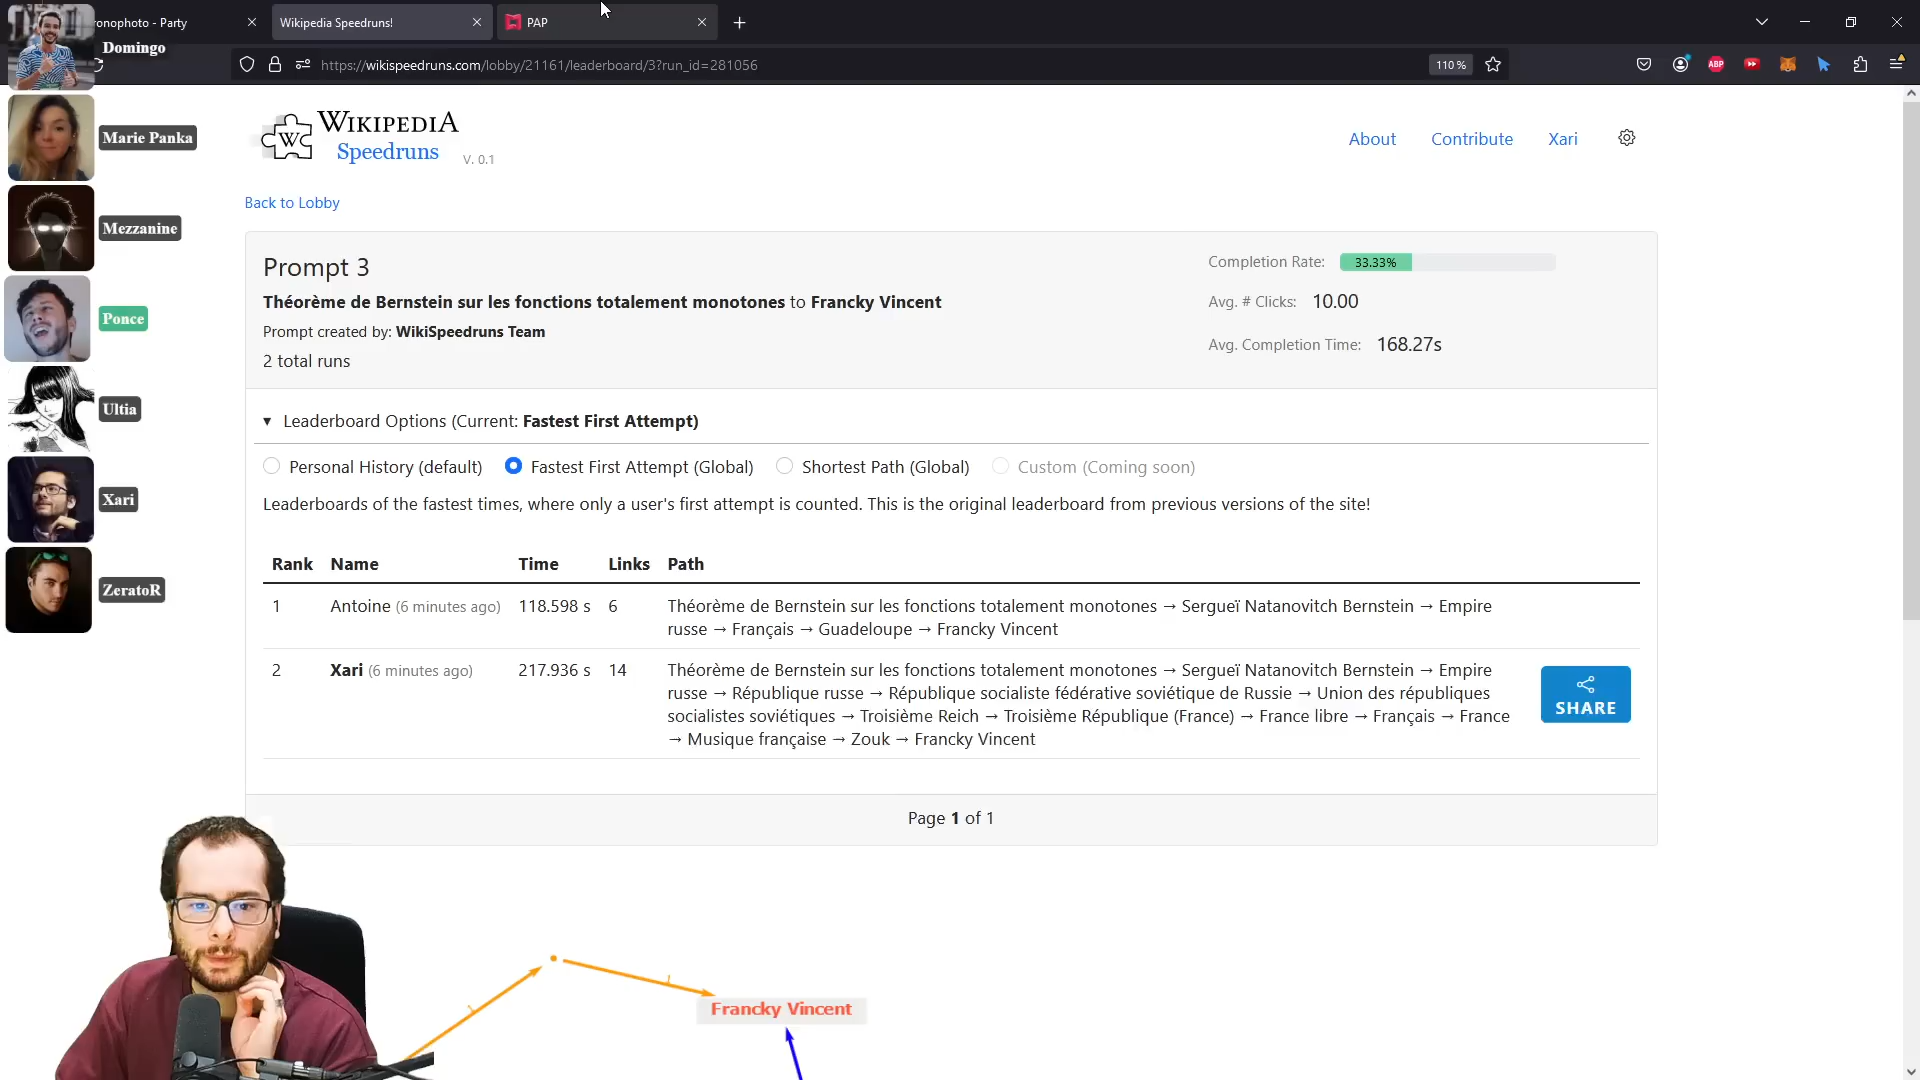 ronophoto - Party
Wikipedia Speedruns!
PAP
Domingo
https://wikispeedruns.com/lobby/21161/leaderboard/3?run_id=281056
110 %
ABP
Marie Panka
WIKIPEDIA
W
Speedruns
V. 0.1
About
Contribute
Xari
Back to Lobby
Mezzanine
Prompt 3
Completion Rate:
33.33%
Théorème de Bernstein sur les fonctions totalement monotones to Francky Vincent
Avg. # Clicks: 10.00
Ponce
Prompt created by: WikiSpeedruns Team
Avg. Completion Time: 168.27s
2 total runs
Ultia
Leaderboard Options (Current: Fastest First Attempt)
Personal History (default)
Fastest First Attempt (Global)
Shortest Path (Global)
Custom (Coming soon)
Xari
Leaderboards of the fastest times, where only a user's first attempt is counted. This is the original leaderboard from previous versions of the site!
ZeratoR
Rank Name Time Links Path
1 Antoine (6 minutes ago) 118.598 s 6 Théorème de Bernstein sur les fonctions totalement monotones → Sergueï Natanovitch Bernstein → Empire
russe → Français → Guadeloupe → Francky Vincent
2 Xari (6 minutes ago) 217.936 s 14 Théorème de Bernstein sur les fonctions totalement monotones → Sergueï Natanovitch Bernstein → Empire
russe → République russe → République socialiste fédérative soviétique de Russie → Union des républiques
socialistes soviétiques → Troisième Reich → Troisième République (France) → France libre → Français → France
→ Musique française → Zouk → Francky Vincent
SHARE
Page 1 of 1
Francky Vincent